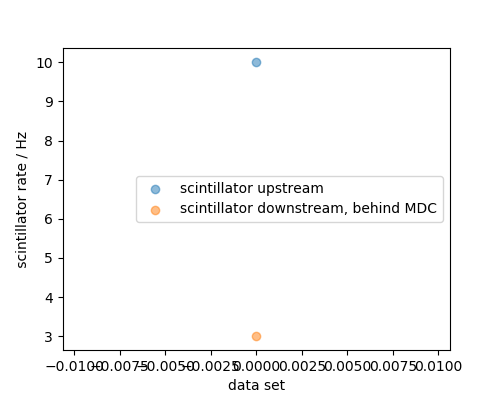 10
9
8
7
6
5
4
3
scintillator rate / Hz
scintillator upstream
scintillator downstream, behind MDC
−0.0100 −0.0075 −0.0050 −0.0025 0.0000 0.0025 0.0050 0.0075 0.0100
data set